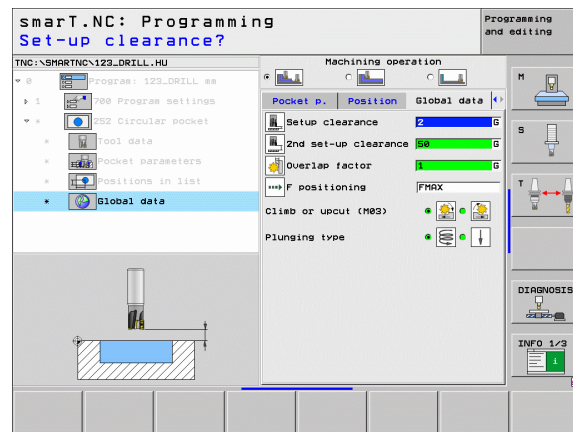 smarT.NC: Programming
Programming and editing
Set-up clearance?
TNC:\SMARTNC\123_DRILL.HU
0 Program: 123_DRILL mm
1 700 Program settings
* 252 Circular pocket
* Tool data
* Pocket parameters
* Positions in list
* Global data
Machining operation
Pocket p. Position Global data
Setup clearance 2 G
2nd set-up clearance 50 G
Overlap factor 1 G
F positioning FMAX
Climb or upcut (M03)
Plunging type
M
S
T
DIAGNOSIS
INFO 1/3
i